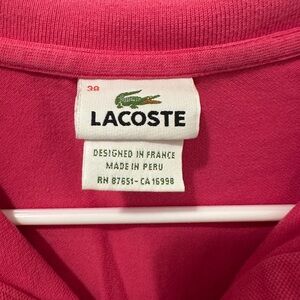 38
LACOSTE
DESIGNED IN FRANCE
MADE IN PERU
RN 87651-CA 16998